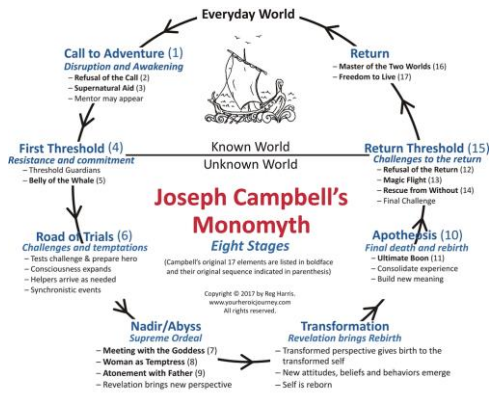 Everyday World
Call to Adventure (1)
Disruption and Awakening
– Refusal of the Call (2)
– Supernatural Aid (3)
– Mentor may appear
Return
– Master of the Two Worlds (16)
– Freedom to Live (17)
First Threshold (4)
Resistance and commitment
– Threshold Guardians
– Belly of the Whale (5)
Known World
Unknown World
Return Threshold (15)
Challenges to the return
– Refusal of the Return (12)
– Magic Flight (13)
– Rescue from Without (14)
– Final Challenge
Joseph Campbell's
Monomyth
Eight Stages
(Campbell's original 17 elements are listed in boldface
and their original sequence indicated in parenthesis)
Copyright © 2017 by Reg Harris.
www.yourheroicjourney.com
All rights reserved.
Road of Trials (6)
Challenges and temptations
– Tests challenge & prepare hero
– Consciousness expands
– Helpers arrive as needed
– Synchronistic events
Apotheosis (10)
Final death and rebirth
– Ultimate Boon (11)
– Consolidate experience
– Build new meaning
Nadir/Abyss
Supreme Ordeal
– Meeting with the Goddess (7)
– Woman as Temptress (8)
– Atonement with Father (9)
– Revelation brings new perspective
Transformation
Revelation brings Rebirth
– Transformed perspective gives birth to the
transformed self
– New attitudes, beliefs and behaviors emerge
– Self is reborn